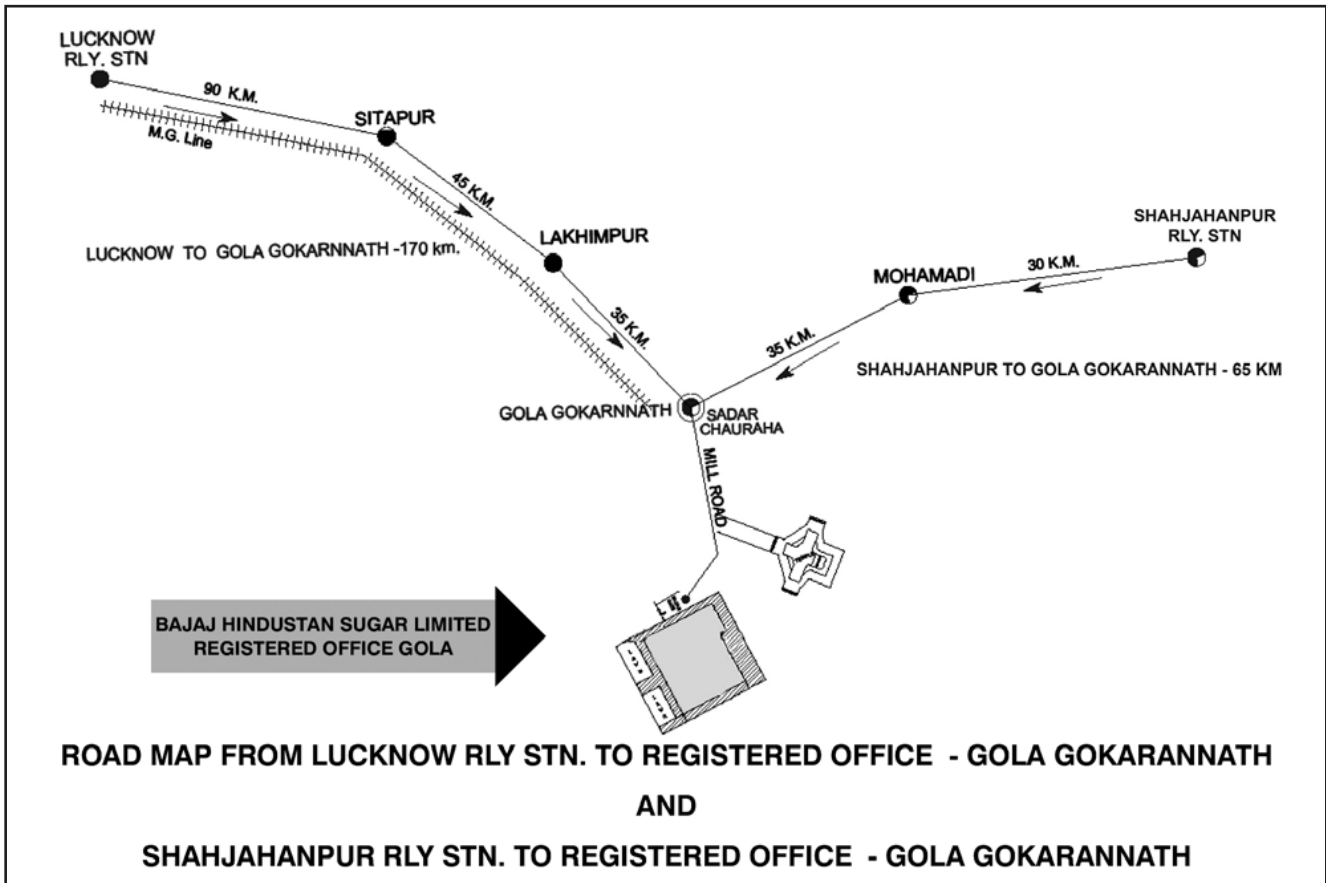 LUCKNOW
RLY. STN
90 K.M.
M.G. Line
SITAPUR
45 K.M.
LUCKNOW TO GOLA GOKARNNATH -170 km.
LAKHIMPUR
35 K.M.
SHAHJAHANPUR
RLY. STN
30 K.M.
MOHAMADI
35 K.M.
SHAHJAHANPUR TO GOLA GOKARANNATH - 65 KM
GOLA GOKARNNATH
SADAR
CHAURAHA
MILL ROAD
BAJAJ HINDUSTAN SUGAR LIMITED
REGISTERED OFFICE GOLA
ROAD MAP FROM LUCKNOW RLY STN. TO REGISTERED OFFICE - GOLA GOKARANNATH
AND
SHAHJAHANPUR RLY STN. TO REGISTERED OFFICE - GOLA GOKARANNATH